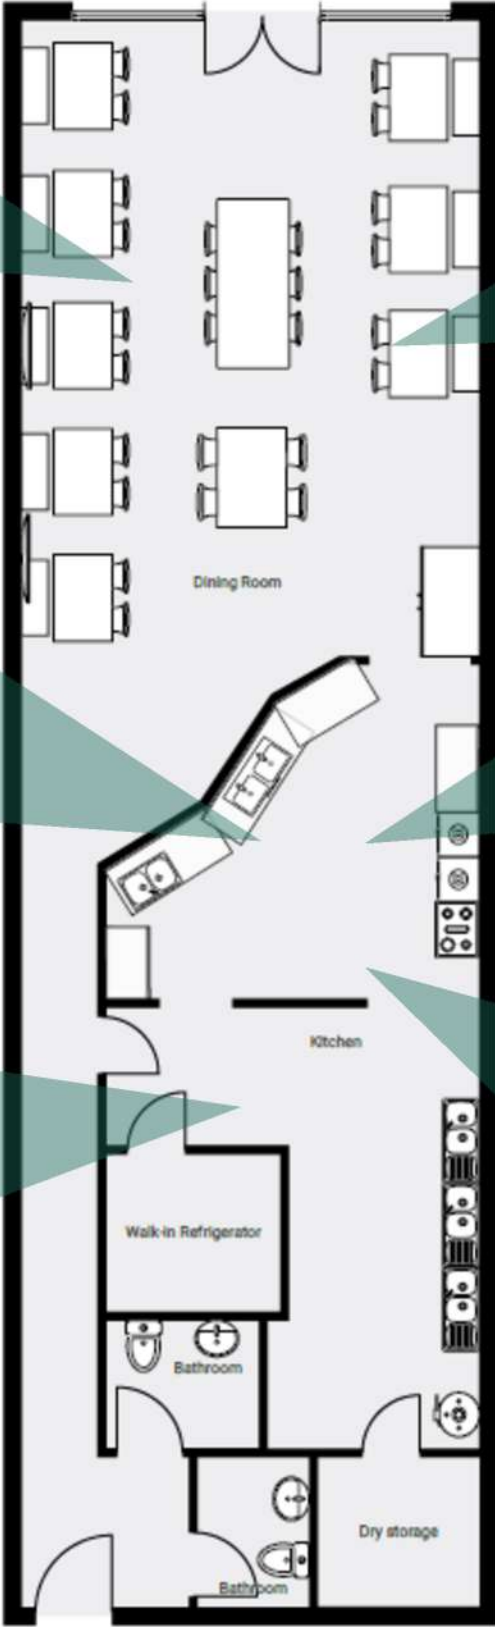 Dining Room
Kitchen
Walk-in Refrigerator
Bathroom
Dry storage
Bathroom